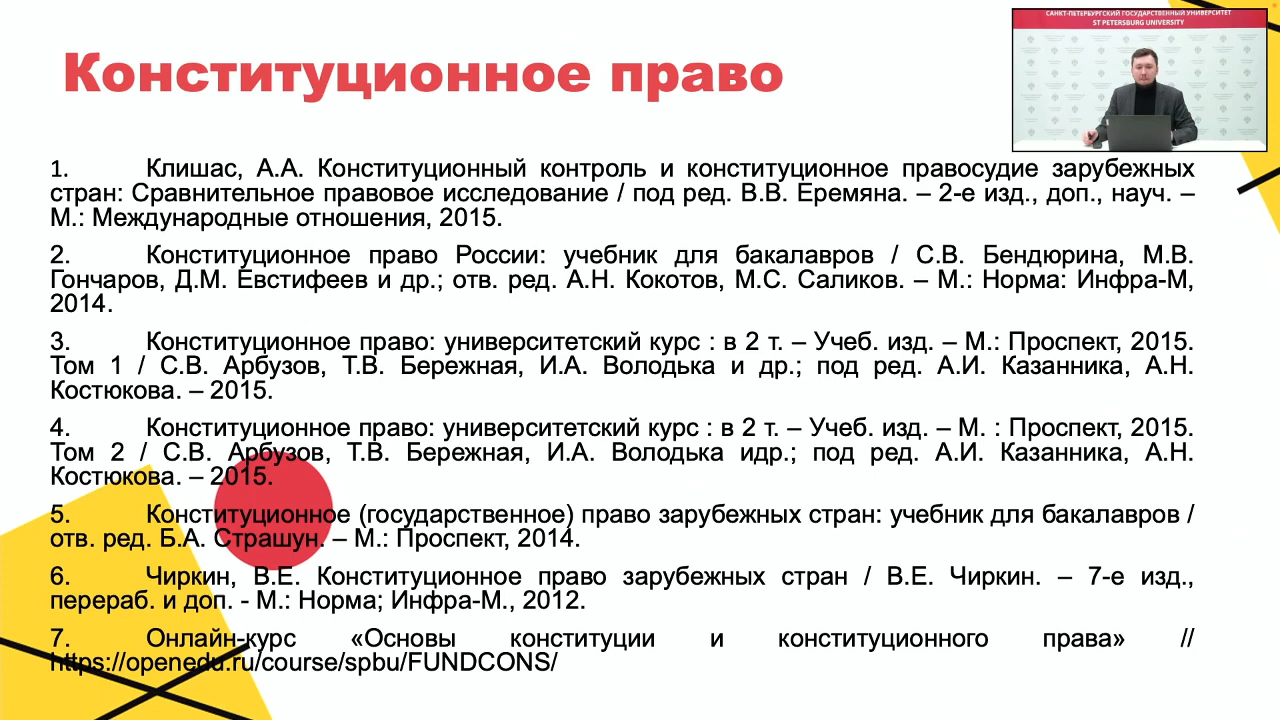 САНКТ-ПЕТЕРБУРГСКИЙ ГОСУДАРСТВЕННЫЙ УНИВЕРСИТЕТ
ST PETERSBURG UNIVERSITY
Конституционное право
1. Клишас, А.А. Конституционный контроль и конституционное правосудие зарубежных
стран: Сравнительное правовое исследование / под ред. В.В. Еремяна. – 2-е изд., доп., науч. –
М.: Международные отношения, 2015.
2. Конституционное право России: учебник для бакалавров / С.В. Бендюрина, М.В.
Гончаров, Д.М. Евстифеев и др.; отв. ред. А.Н. Кокотов, М.С. Саликов. – М.: Норма: Инфра-М,
2014.
3. Конституционное право: университетский курс : в 2 т. – Учеб. изд. – М.: Проспект, 2015.
Том 1 / С.В. Арбузов, Т.В. Бережная, И.А. Володька и др.; под ред. А.И. Казанника, А.Н.
Костюкова. – 2015.
4. Конституционное право: университетский курс : в 2 т. – Учеб. изд. – М. : Проспект, 2015.
Том 2 / С.В. Арбузов, Т.В. Бережная, И.А. Володька идр.; под ред. А.И. Казанника, А.Н.
Костюкова. – 2015.
5. Конституционное (государственное) право зарубежных стран: учебник для бакалавров /
отв. ред. Б.А. Страшун. – М.: Проспект, 2014.
6. Чиркин, В.Е. Конституционное право зарубежных стран / В.Е. Чиркин. – 7-е изд.,
перераб. и доп. - М.: Норма; Инфра-М., 2012.
7. Онлайн-курс «Основы конституции и конституционного права» //
https://openedu.ru/course/spbu/FUNDCONS/